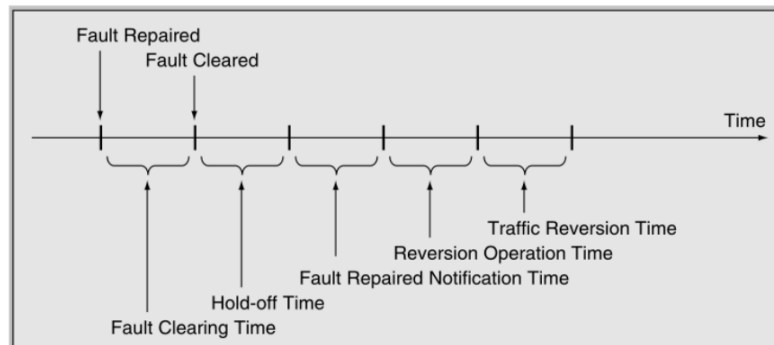 Fault Repaired
Fault Cleared
Time
Traffic Reversion Time
Reversion Operation Time
Fault Repaired Notification Time
Hold-off Time
Fault Clearing Time